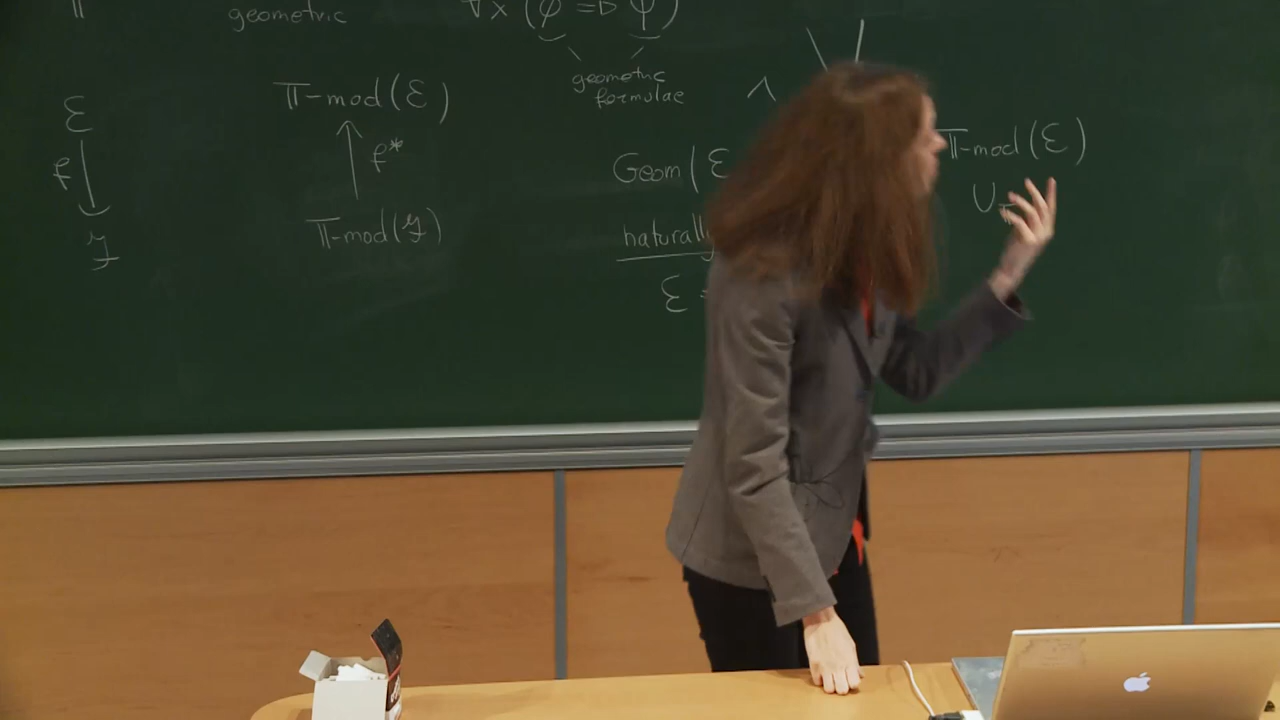 𝕋 geometric ∀x (φ ⇒ ψ)
geometric
formulae
∧
𝕋-mod(ℰ)
ℰ
f
f*
ℱ
𝕋-mod(ℱ)
Geom(ℰ
𝕋-mod(ℰ)
naturally
U
ℰ